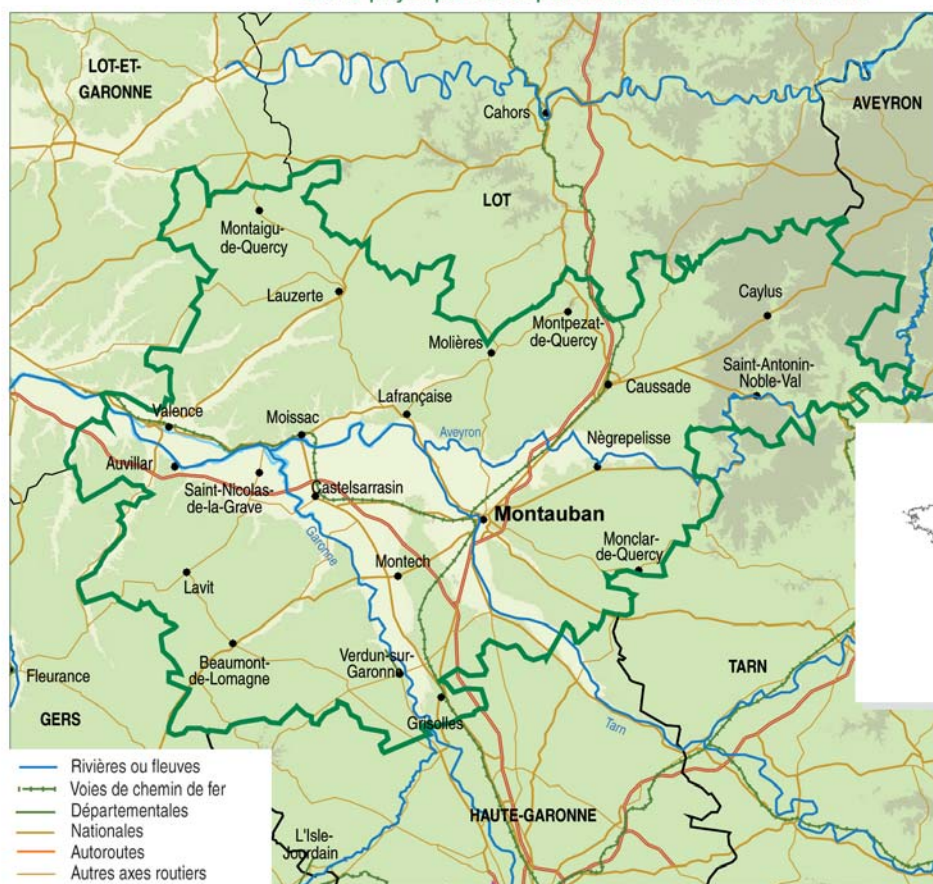 LOT-ET-
GARONNE
AVEYRON
Cahors
LOT
Montaigu-
de-Quercy
Lauzerte
Caylus
Montpezat-
de-Quercy
Molières
Saint-Antonin-
Noble-Val
Caussade
Lafrançaise
Valence
Moissac
Aveyron
Nègrepelisse
Auvillar
Saint-Nicolas-
de-la-Grave
Castelsarrasin
Montauban
Garonne
Monclar-
de-Quercy
Montech
Lavit
Beaumont-
de-Lomagne
Verdun-sur-
Garonne
Fleurance
TARN
GERS
Grisolles
Tarn
HAUTE-GARONNE
L'Isle-
Jourdain
Rivières ou fleuves
Voies de chemin de fer
Départementales
Nationales
Autoroutes
Autres axes routiers